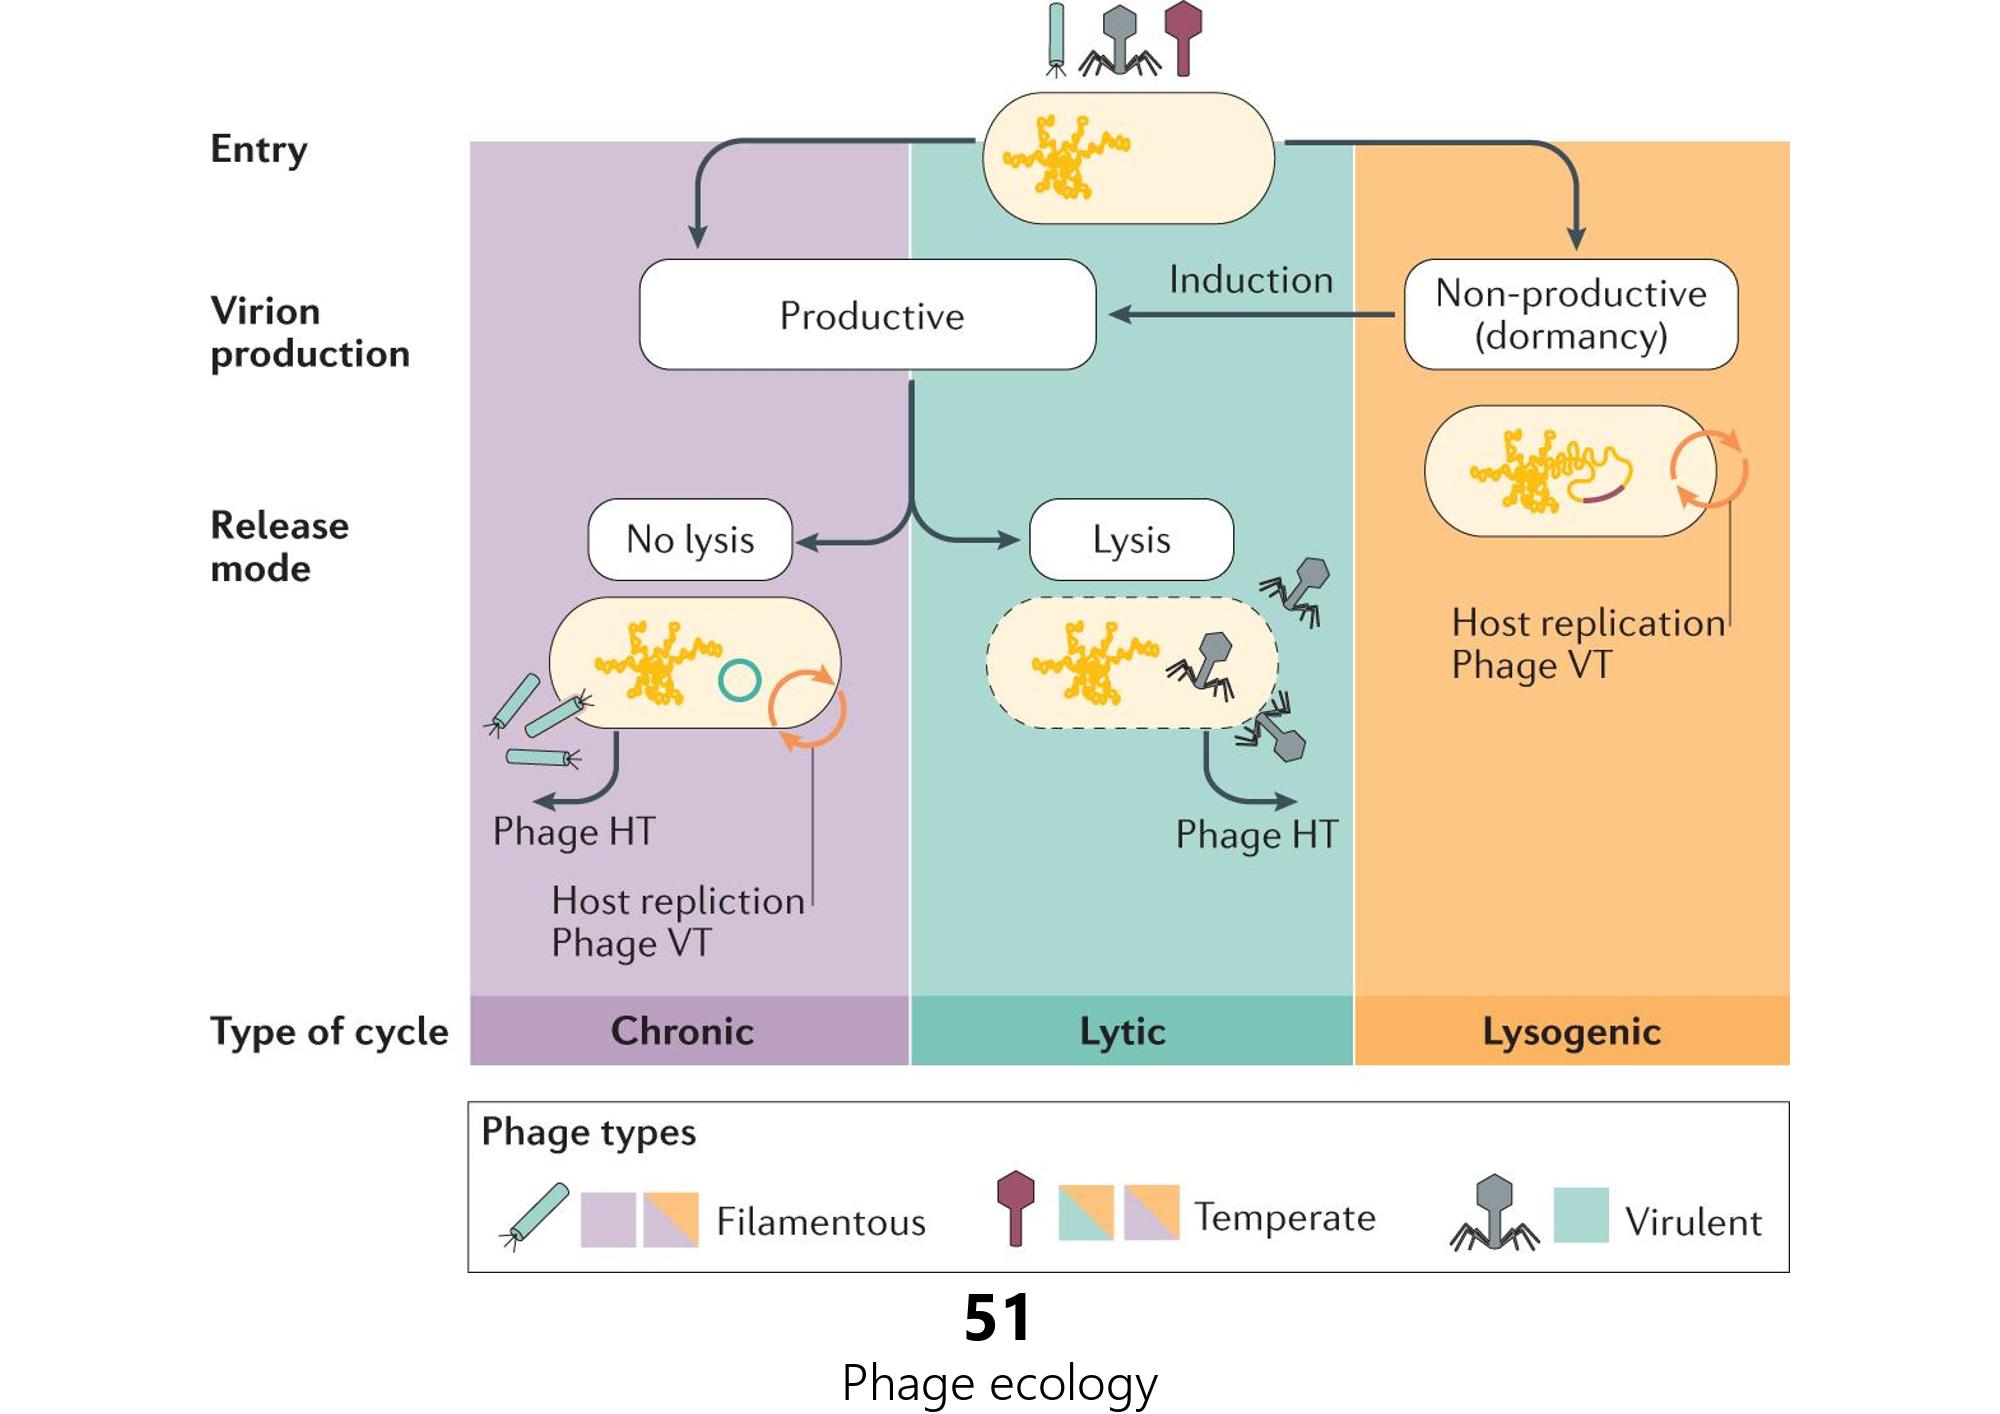 Entry
Virion
production
Productive
Induction
Non-productive
(dormancy)
Release
mode
No lysis
Lysis
Host replication
Phage VT
Phage HT
Phage HT
Host repliction
Phage VT
Type of cycle
Chronic
Lytic
Lysogenic
Phage types
Filamentous
Temperate
Virulent
51
Phage ecology